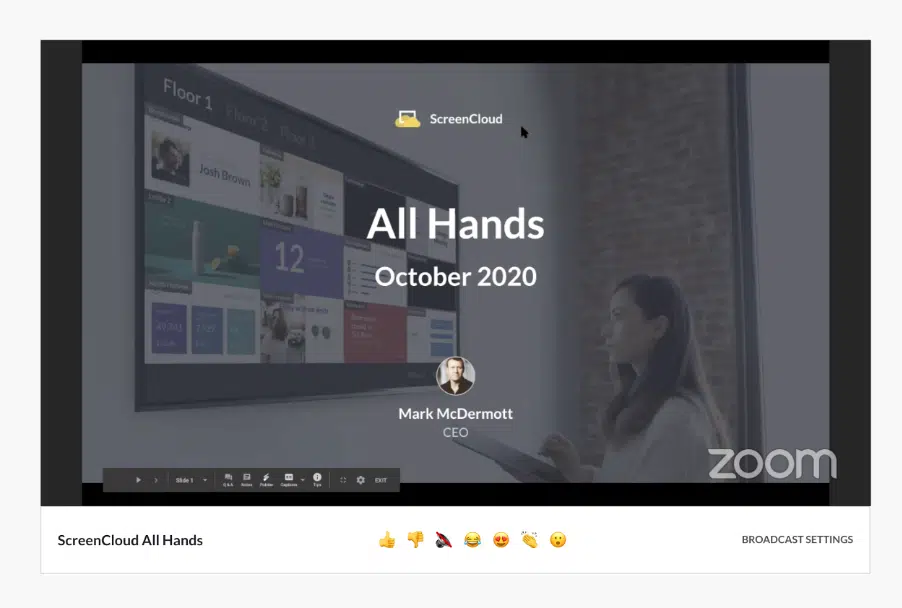 Floor 1
Floor 2
Floor 3
ScreenCloud
Josh Brown
All Hands
12
October 2020
Mark McDermott
CEO
zoom
Slide 1
Q&A
Notes
Pointer
Captions
Tips
EXIT
ScreenCloud All Hands
BROADCAST SETTINGS